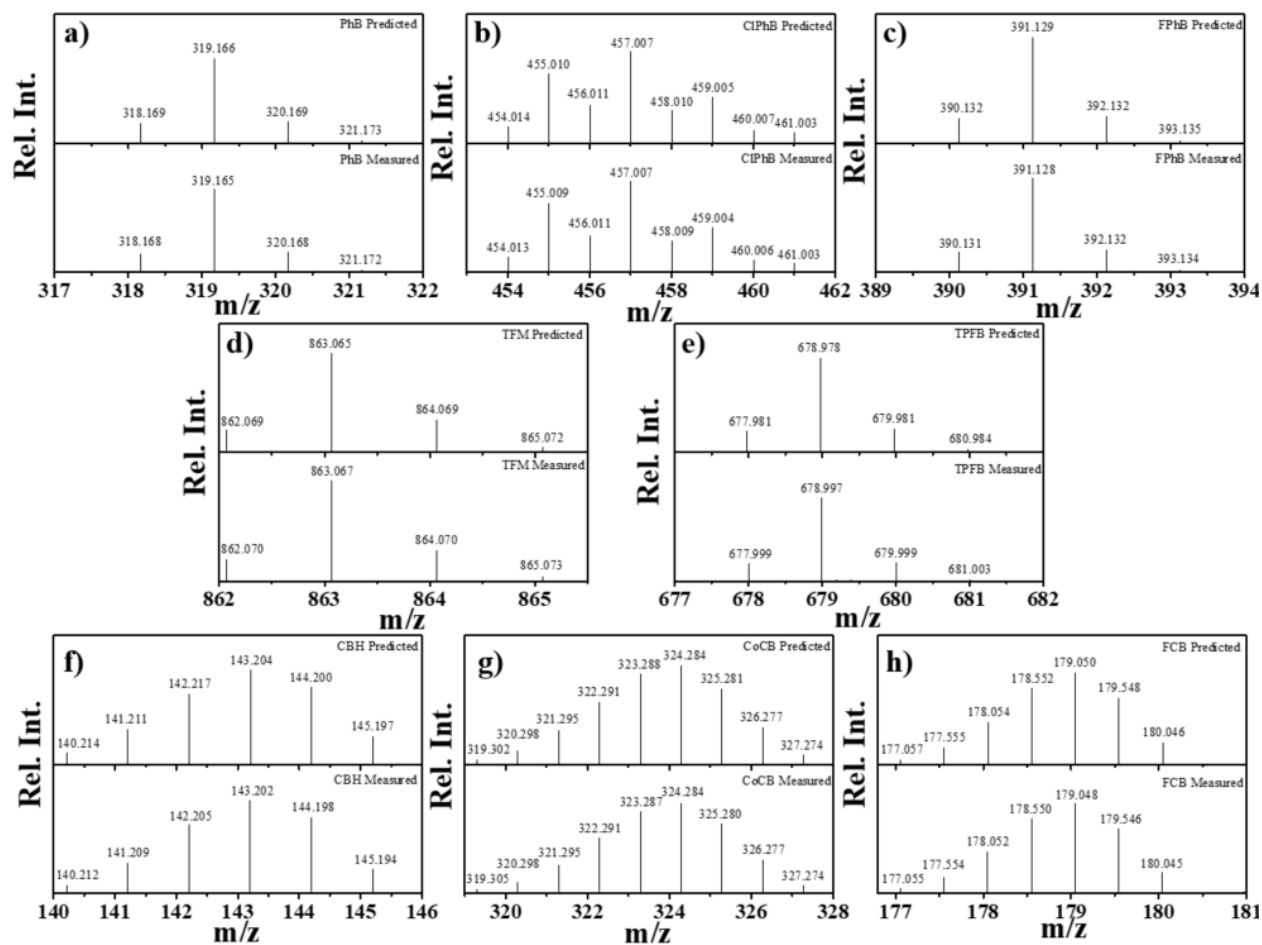 a)
PhB Predicted
319.166
318.169
320.169
321.173
PhB Measured
319.165
318.168
320.168
321.172
Rel. Int.
317 318 319 320 321 322
m/z
b)
ClPhB Predicted
457.007
455.010
456.011
459.005
458.010
454.014
460.007
461.003
ClPhB Measured
457.007
455.009
456.011
459.004
458.009
454.013
460.006
461.003
Rel. Int.
454 456 458 460 462
m/z
c)
FPhB Predicted
391.129
390.132
392.132
393.135
FPhB Measured
391.128
390.131
392.132
393.134
Rel. Int.
389 390 391 392 393 394
m/z
d)
TFM Predicted
863.065
862.069
864.069
865.072
TFM Measured
863.067
862.070
864.070
865.073
Rel. Int.
862 863 864 865
m/z
e)
TPFB Predicted
678.978
677.981
679.981
680.984
TPFB Measured
678.997
677.999
679.999
681.003
Rel. Int.
677 678 679 680 681 682
m/z
f)
CBH Predicted
143.204
142.217
144.200
141.211
145.197
140.214
CBH Measured
143.202
142.205
144.198
141.209
145.194
140.212
Rel. Int.
140 141 142 143 144 145 146
m/z
g)
CoCB Predicted
324.284
323.288
325.281
322.291
326.277
321.295
320.298
319.302
327.274
CoCB Measured
324.284
323.287
325.280
322.291
326.277
321.295
320.298
319.305
327.274
Rel. Int.
320 322 324 326 328
m/z
h)
FCB Predicted
179.050
178.552
179.548
178.054
180.046
177.555
177.057
FCB Measured
179.048
178.550
179.546
178.052
180.045
177.554
177.055
Rel. Int.
177 178 179 180 181
m/z